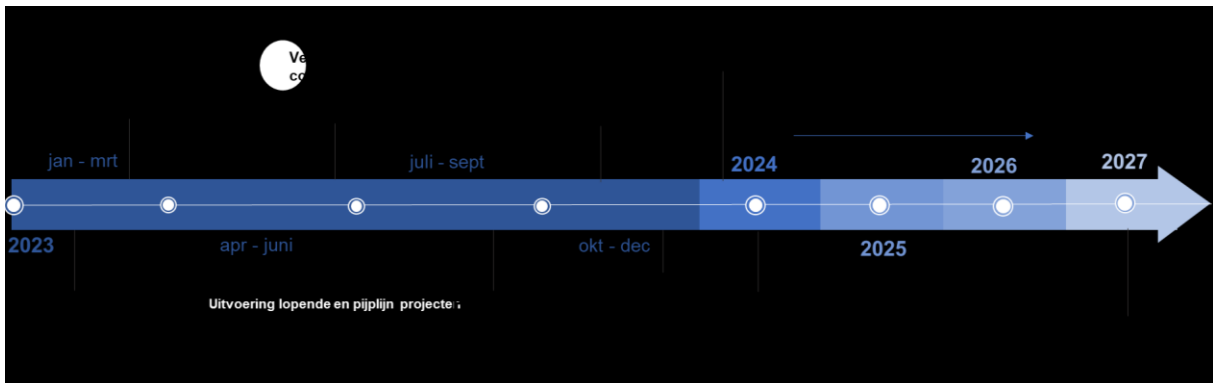 jan - mrt
juli - sept
2024
2026
2027
2023
apr - juni
okt - dec
2025
Uitvoering lopende en pijplijn projecten